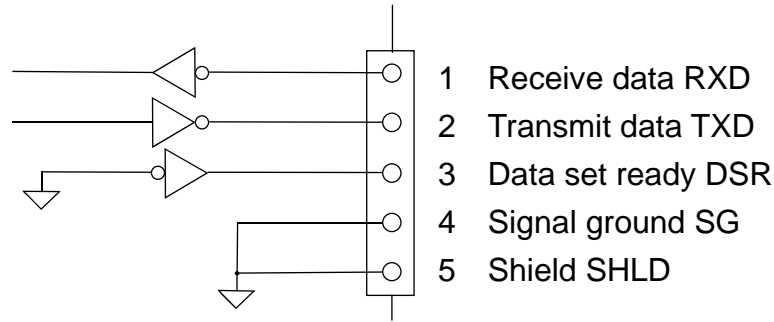 1 Receive data RXD
2 Transmit data TXD
3 Data set ready DSR
4 Signal ground SG
5 Shield SHLD